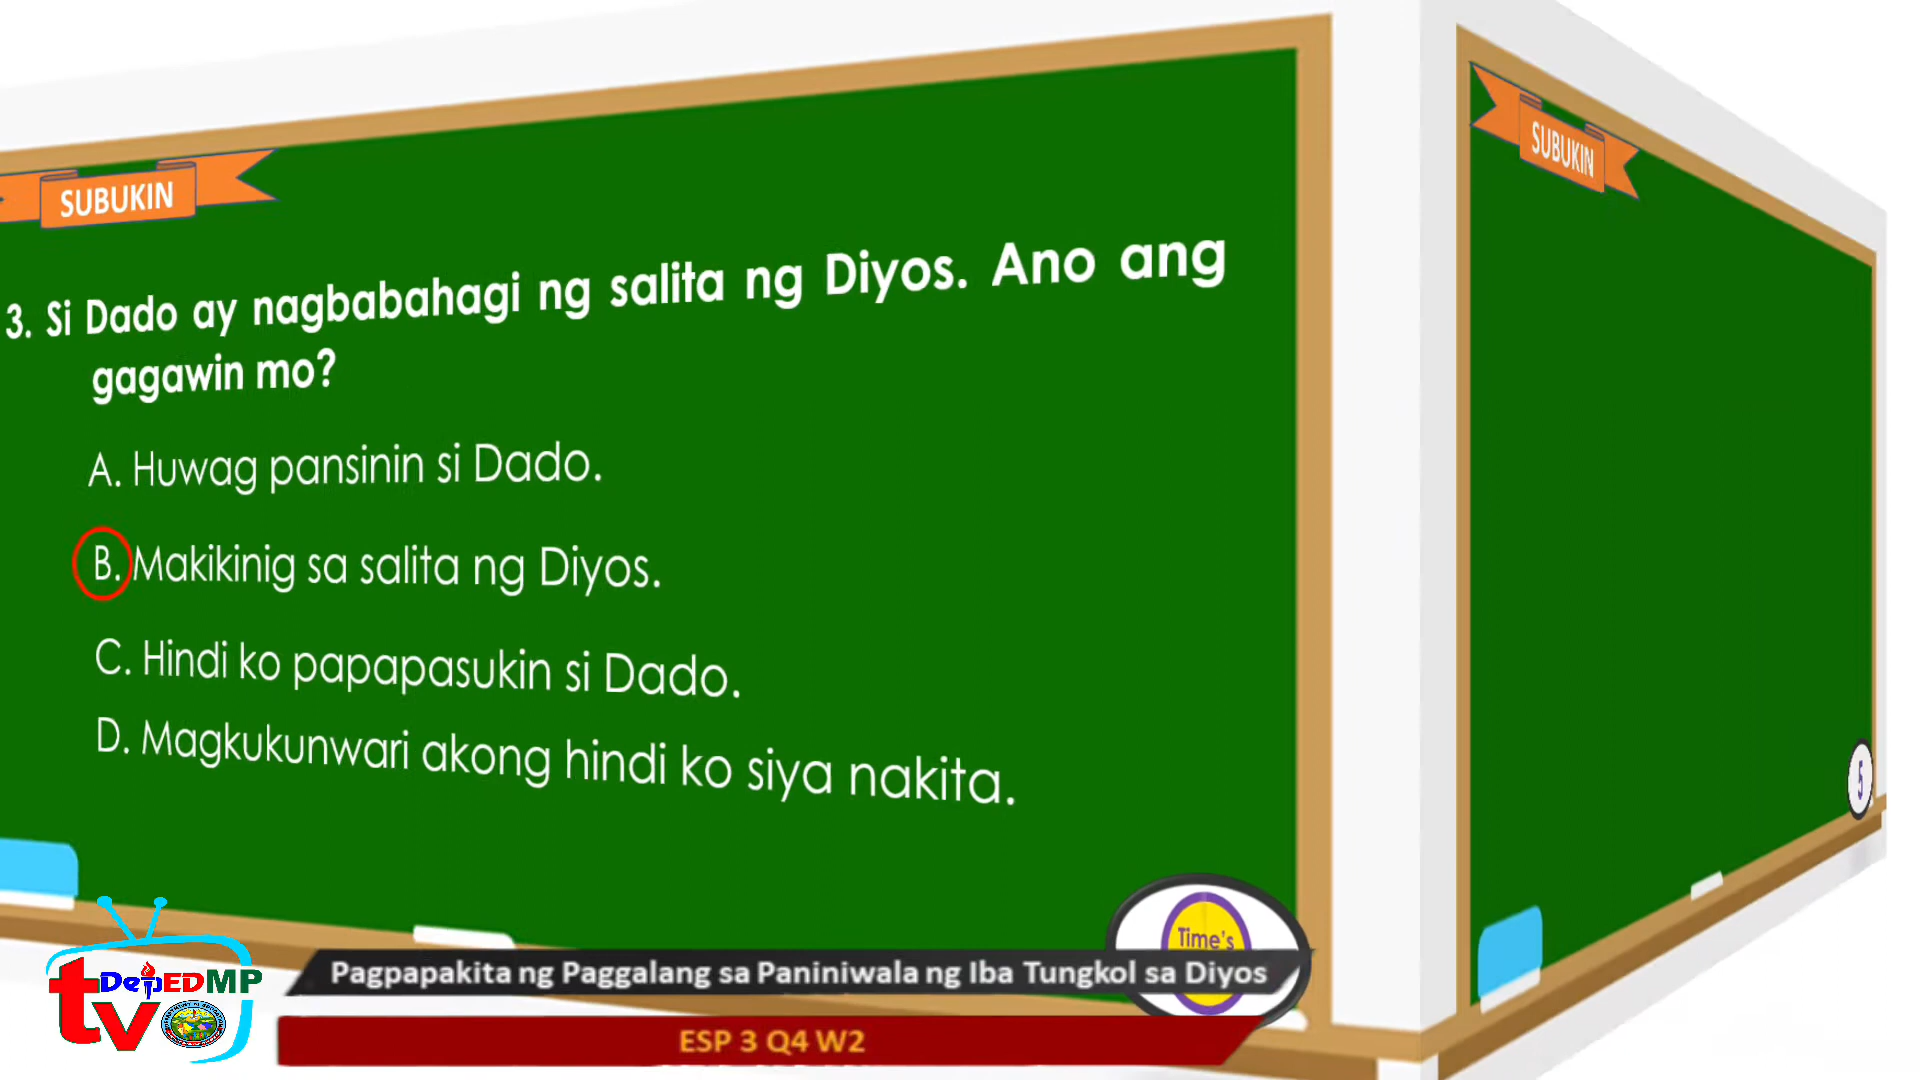 SUBUKIN
3. Si Dado ay nagbabahagi ng salita ng Diyos. Ano ang
gagawin mo?
A. Huwag pansinin si Dado.
B. Makikinig sa salita ng Diyos.
C. Hindi ko papapasukin si Dado.
D. Magkukunwari akong hindi ko siya nakita.
SUBUKIN
5
Time's
Pagpapakita ng Paggalang sa Paniniwala ng Iba Tungkol sa Diyos
ESP 3 Q4 W2
DepEDMP
tv